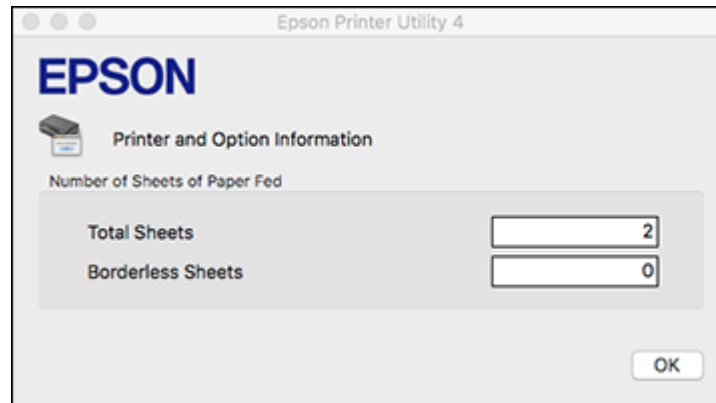 Epson Printer Utility 4
EPSON
Printer and Option Information
Number of Sheets of Paper Fed
Total Sheets 2
Borderless Sheets 0
OK